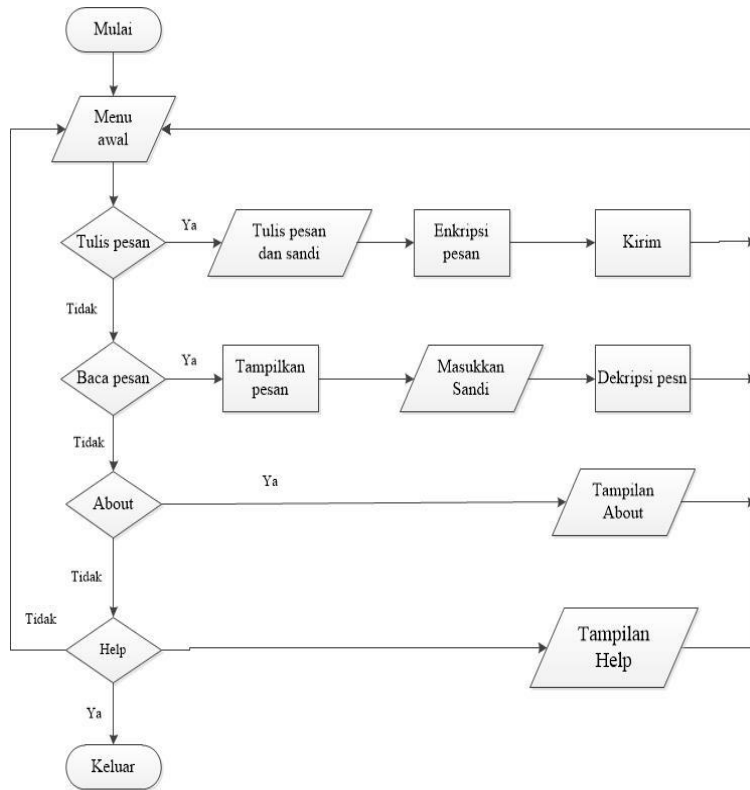 Mulai
Menu
awal
Tulis pesan
Ya
Tulis pesan
dan sandi
Enkripsi
pesan
Kirim
Tidak
Baca pesan
Ya
Tampilkan
pesan
Masukkan
Sandi
Dekripsi pesn
Tidak
About
Ya
Tampilan
About
Tidak
Tidak
Help
Tampilan
Help
Ya
Keluar